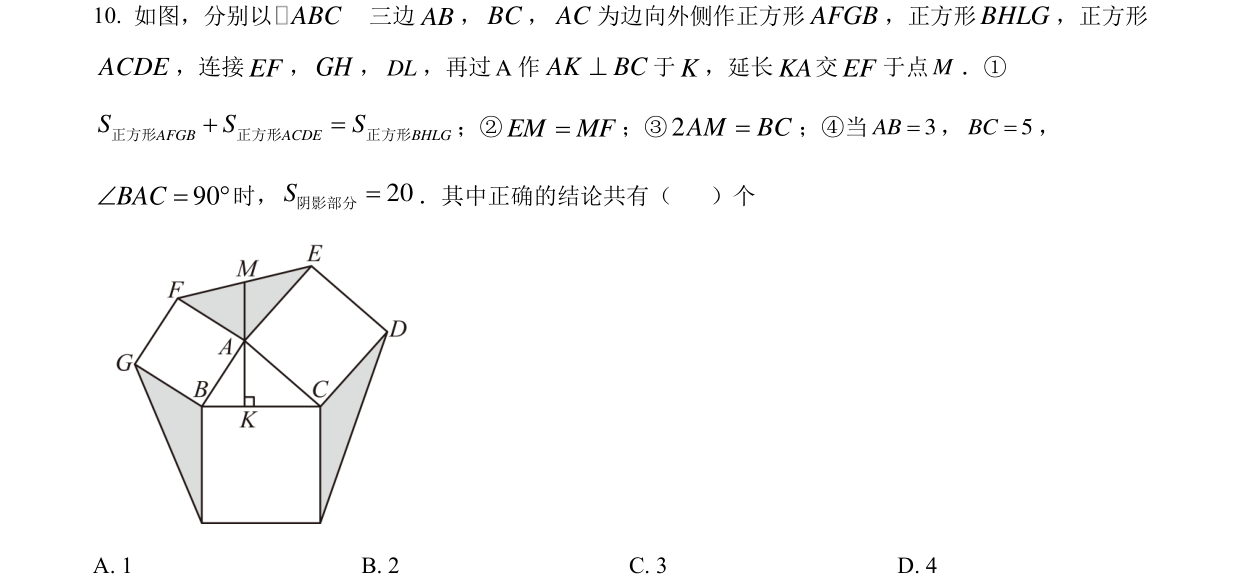 10. 如图，分别以□ABC 三边 AB，BC，AC 为边向外侧作正方形 AFGB，正方形 BHLG，正方形
ACDE，连接 EF，GH，DL，再过 A 作 AK ⊥ BC 于 K，延长 KA 交 EF 于点 M．①
S正方形AFGB + S正方形ACDE = S正方形BHLG；② EM = MF；③ 2AM = BC；④当 AB = 3，BC = 5，
∠BAC = 90° 时，S阴影部分 = 20．其中正确的结论共有（ ）个
E
M
F
D
A
G
B
C
K
A. 1 B. 2 C. 3 D. 4